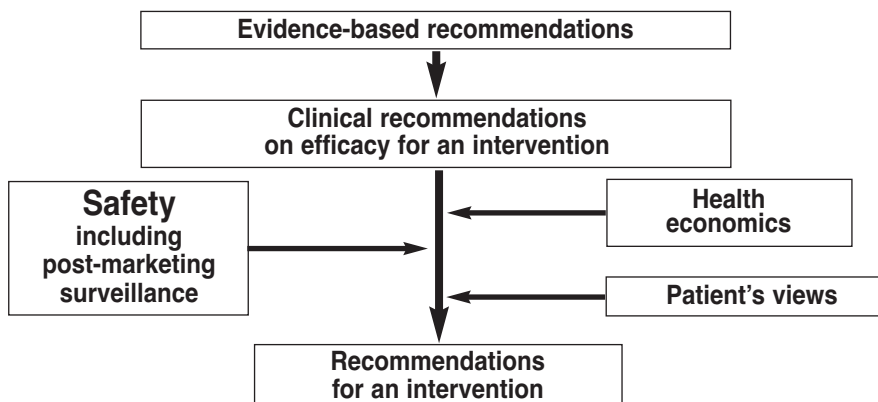 Evidence-based recommendations
Clinical recommendations
on efficacy for an intervention
Safety
including
post-marketing
surveillance
Health
economics
Patient's views
Recommendations
for an intervention